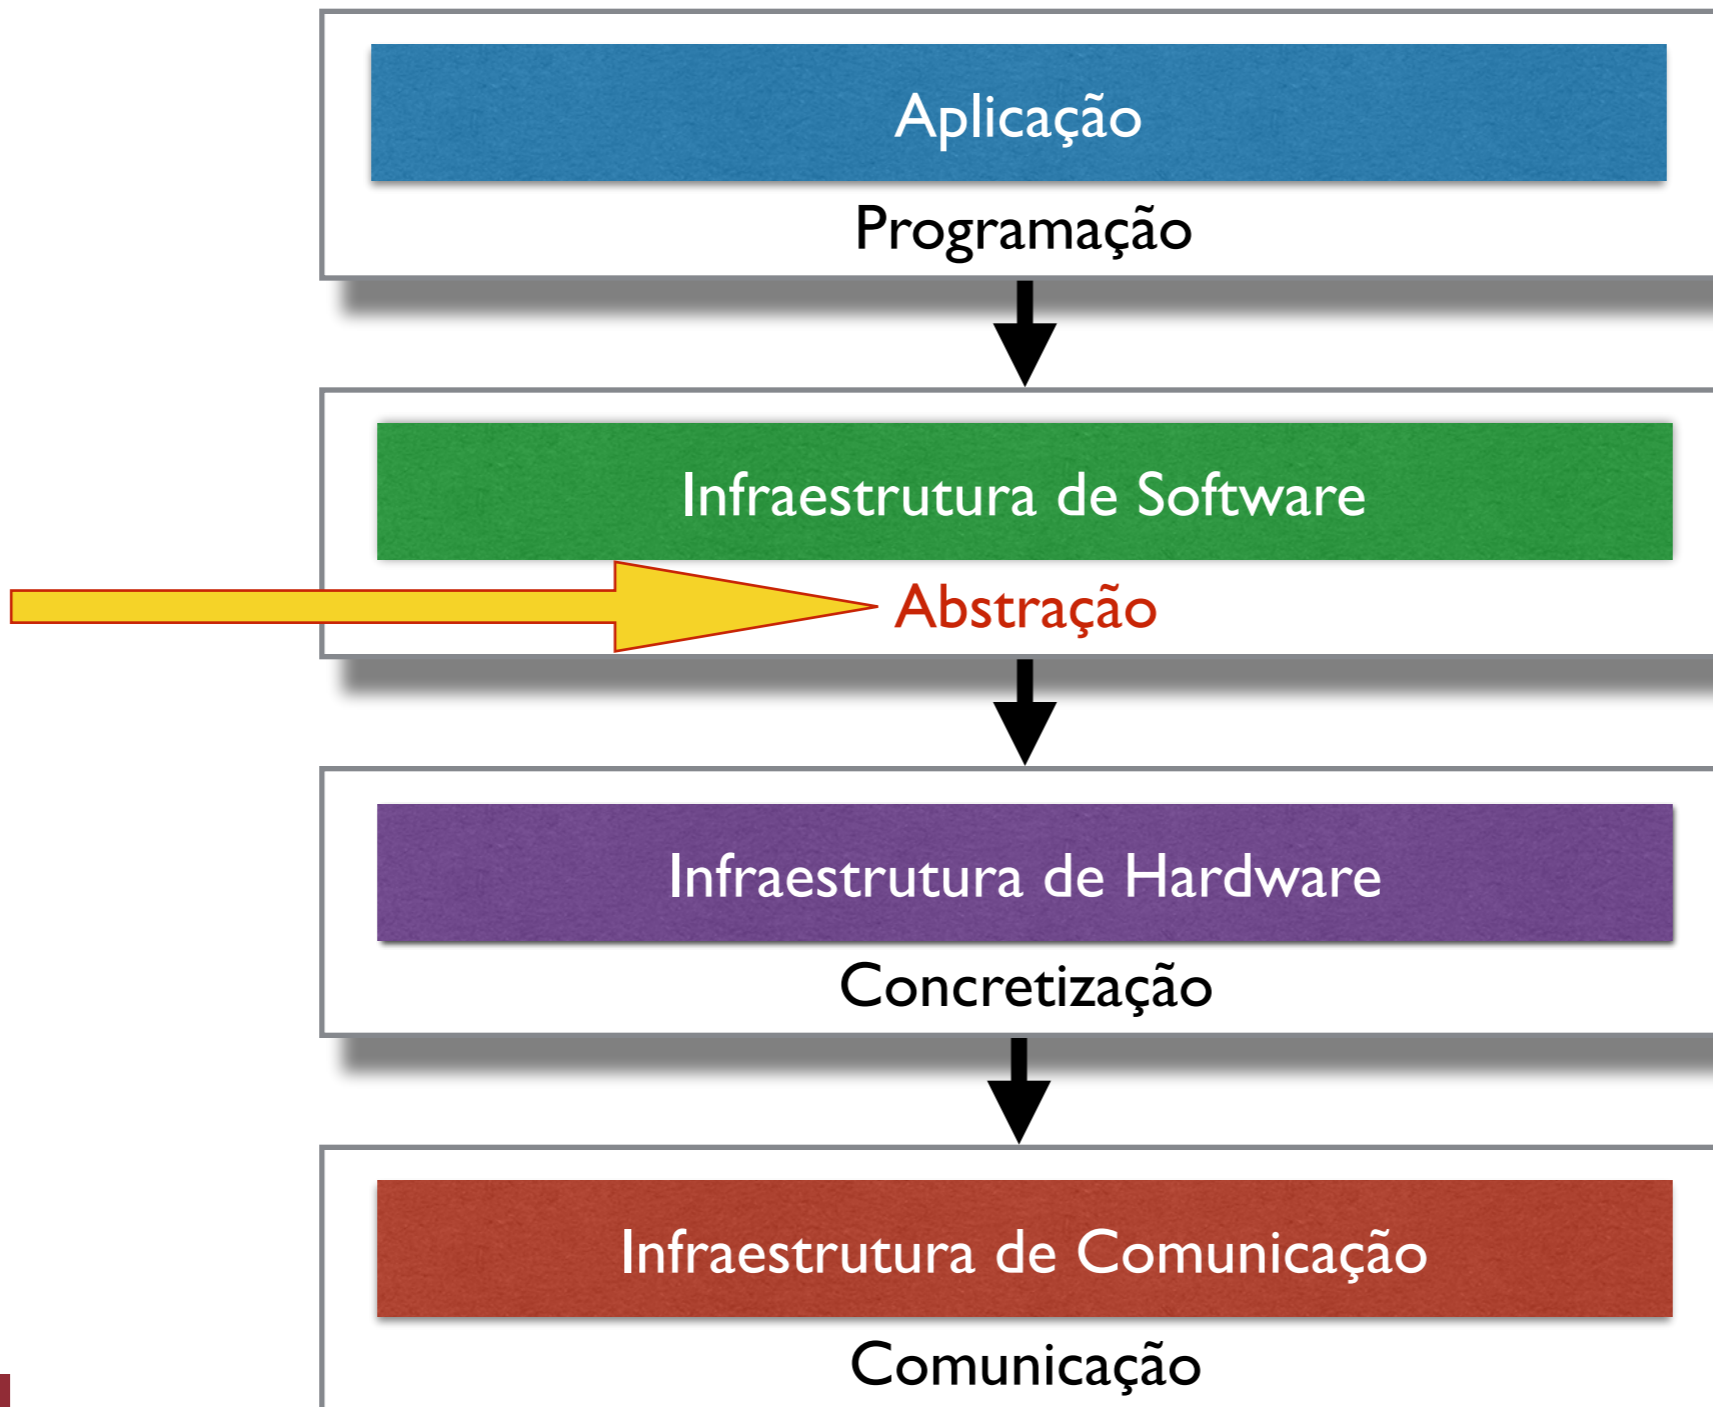 Aplicação
Programação
Infraestrutura de Software
Abstração
Infraestrutura de Hardware
Concretização
Infraestrutura de Comunicação
Comunicação